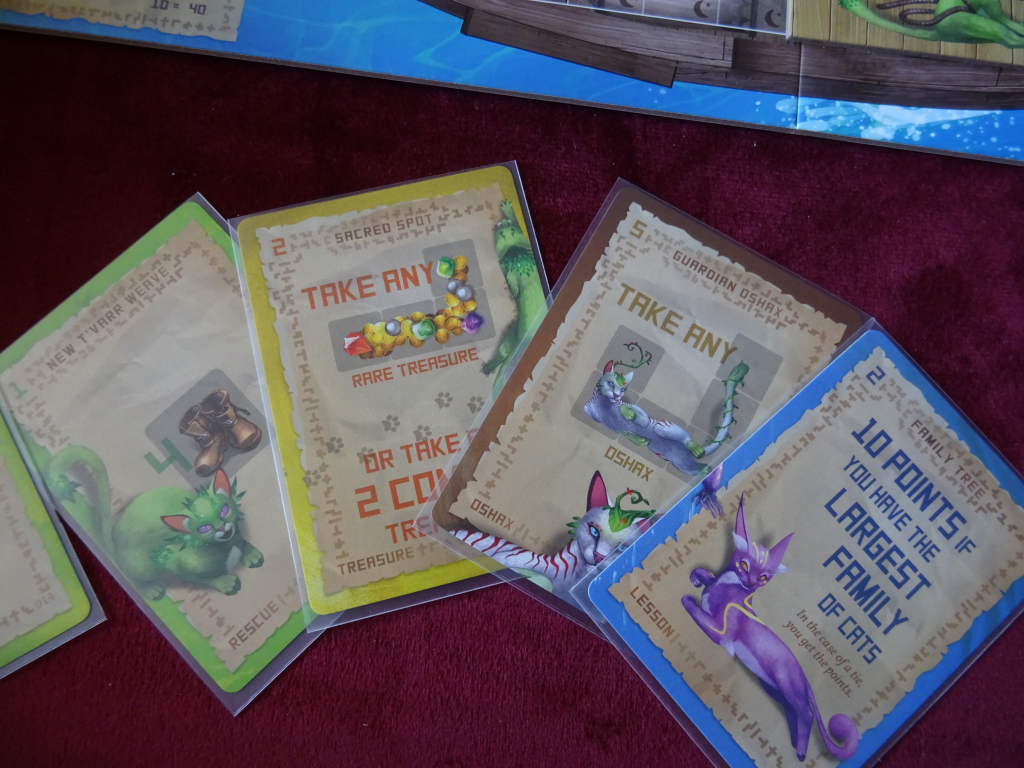 10 = 40
1
NEW TVARR WEAVE
4
RESCUE
2
SACRED SPOT
TAKE ANY
RARE TREASURE
OR TAKE
2
TREASURE
5
GUARDIAN OSHAX
TAKE ANY
OSHAX
OSHAX
2
FAMILY TREE
10 POINTS IF
YOU HAVE THE
LARGEST
FAMILY
OF CATS
In the case of a tie,
you get the points.
LESSON